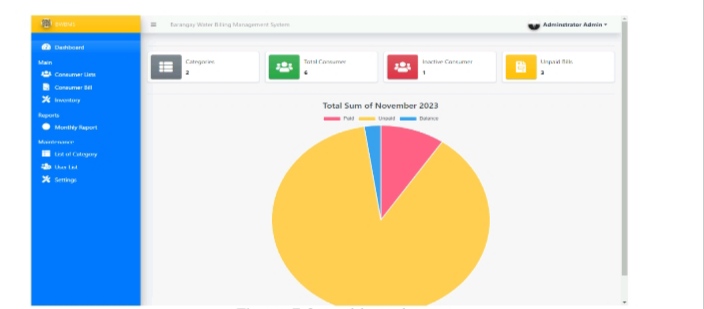 Barangay Water Billing Management System
Adminstrator Admin
Dashboard
Main
Consumer Lists
Consumer Bill
Inventory
Reports
Monthly Report
Maintenance
List of Category
User List
Settings
Categories
2
Total Consumer
6
Inactive Consumer
1
Unpaid Bills
3
Total Sum of November 2023
Paid Unpaid Balance